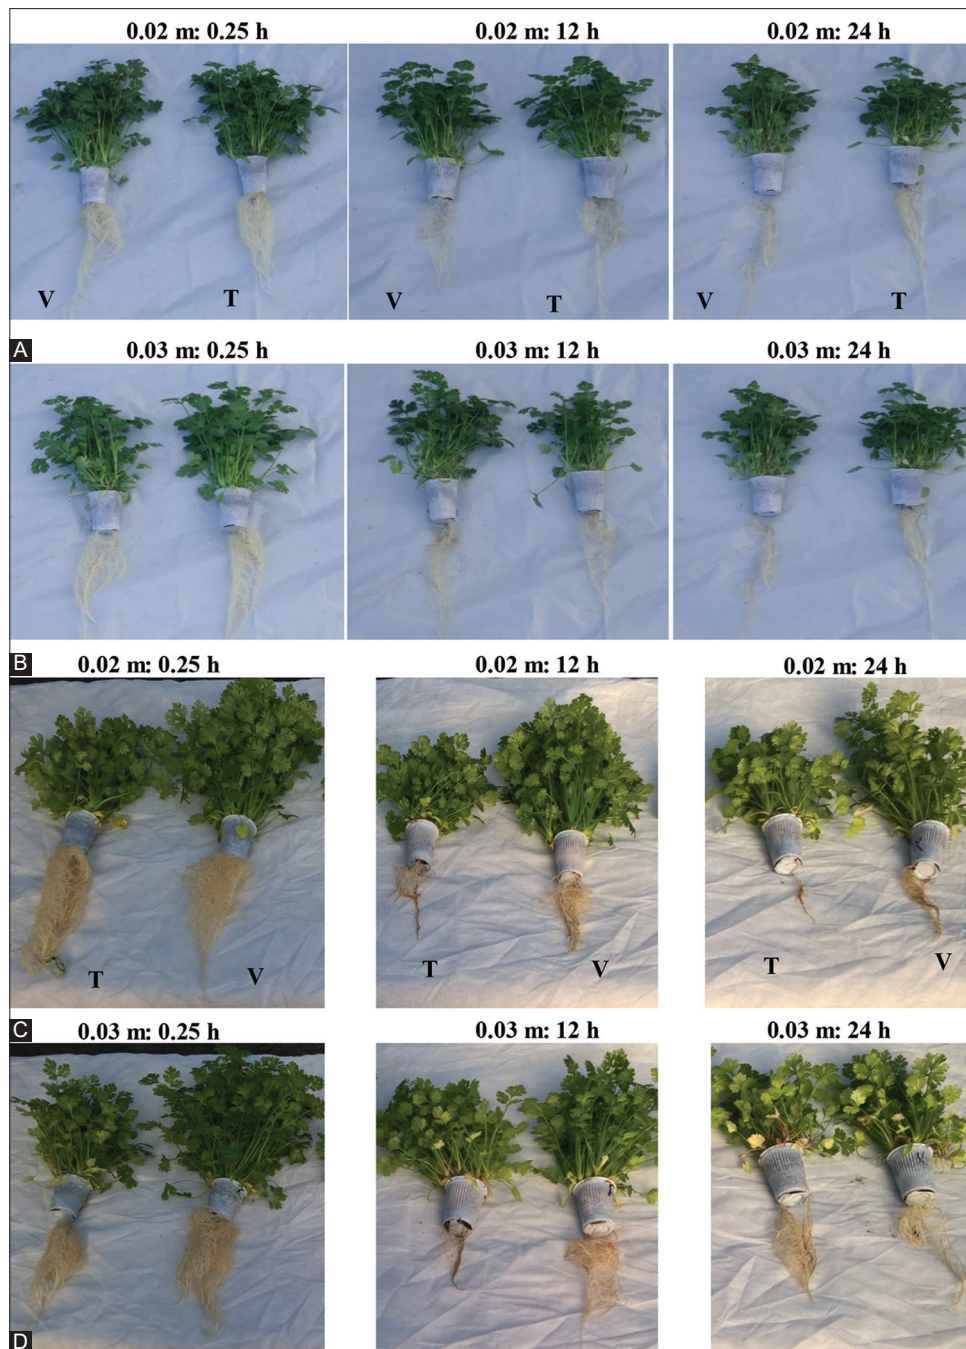 0.02 m: 0.25 h 0.02 m: 12 h 0.02 m: 24 h
V T V T V T
A
0.03 m: 0.25 h 0.03 m: 12 h 0.03 m: 24 h
B
0.02 m: 0.25 h 0.02 m: 12 h 0.02 m: 24 h
T V T V T V
C
0.03 m: 0.25 h 0.03 m: 12 h 0.03 m: 24 h
D